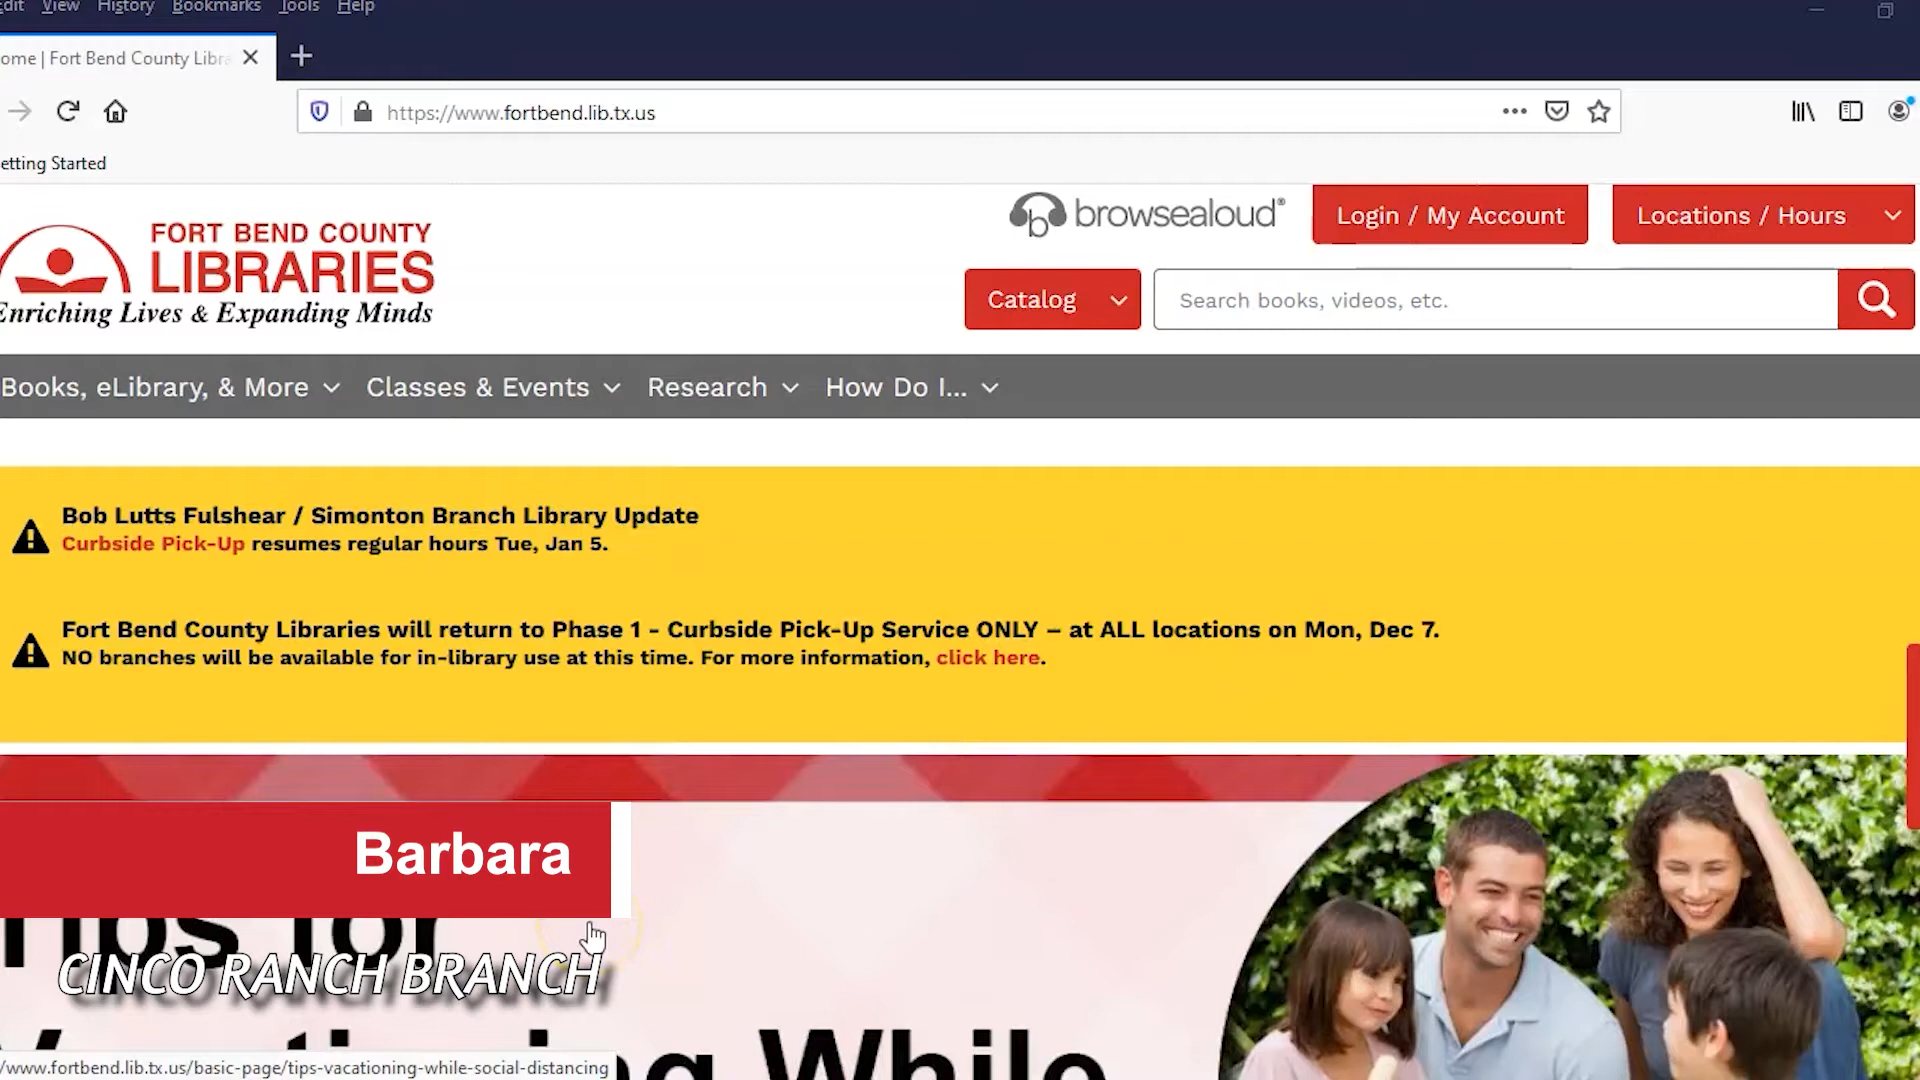 Edit View History Bookmarks Tools Help
ome | Fort Bend County Libra
https://www.fortbend.lib.tx.us
etting Started
browsealoud®
Login / My Account
Locations / Hours
FORT BEND COUNTY
LIBRARIES
Enriching Lives & Expanding Minds
Catalog
Search books, videos, etc.
Books, eLibrary, & More
Classes & Events
Research
How Do I...
Bob Lutts Fulshear / Simonton Branch Library Update
Curbside Pick-Up resumes regular hours Tue, Jan 5.
Fort Bend County Libraries will return to Phase 1 - Curbside Pick-Up Service ONLY – at ALL locations on Mon, Dec 7.
NO branches will be available for in-library use at this time. For more information, click here.
Barbara
Tips for
CINCO RANCH BRANCH
Vacationing While
/www.fortbend.lib.tx.us/basic-page/tips-vacationing-while-social-distancing